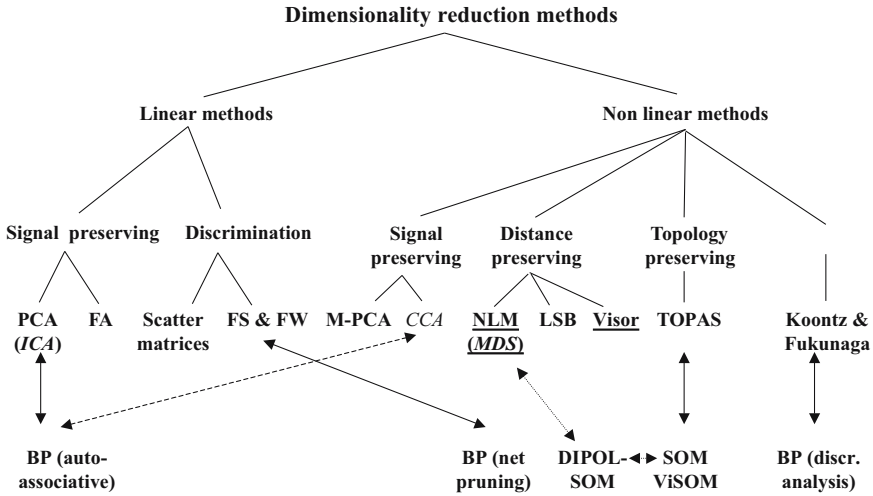 Dimensionality reduction methods
Linear methods
Non linear methods
Signal preserving
Discrimination
Signal
preserving
Distance
preserving
Topology
preserving
PCA
(ICA)
FA
Scatter
matrices
FS & FW
M-PCA
CCA
NLM
(MDS)
LSB
Visor
TOPAS
Koontz &
Fukunaga
BP (auto-
associative)
BP (net
pruning)
DIPOL-
SOM
SOM
ViSOM
BP (discr.
analysis)